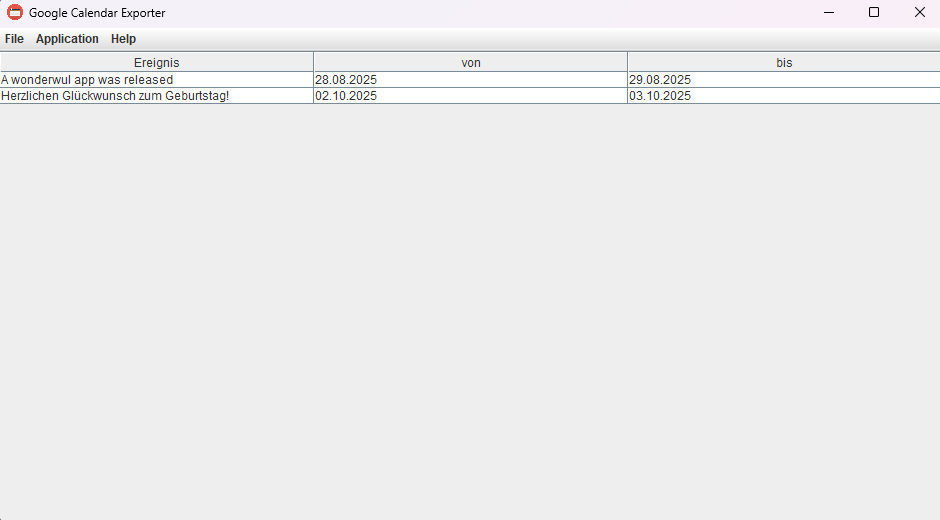 Google Calendar Exporter
File Application Help
Ereignis von bis
A wonderwul app was released 28.08.2025 29.08.2025
Herzlichen Glückwunsch zum Geburtstag! 02.10.2025 03.10.2025